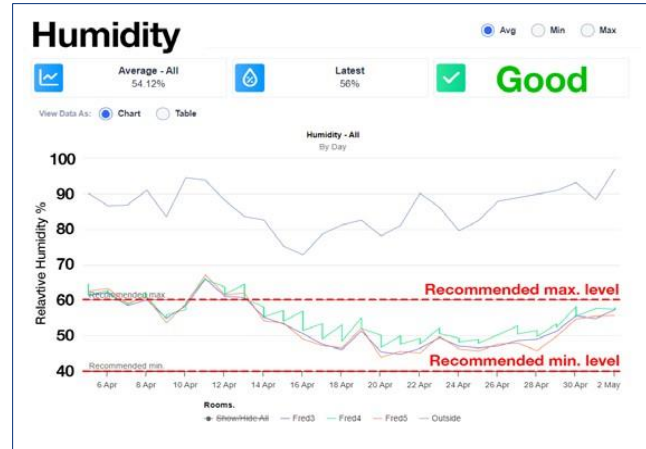 Humidity
Avg Min Max
Average - All
54.12%
Latest
56%
Good
View Data As: Chart Table
Humidity - All
By Day
100
90
80
70
60
50
40
Relavtive Humidity %
Recommended max
Recommended max. level
Recommended min.
Recommended min. level
6 Apr 8 Apr 10 Apr 12 Apr 14 Apr 16 Apr 18 Apr 20 Apr 22 Apr 24 Apr 26 Apr 28 Apr 30 Apr 2 May
Rooms.
Show/Hide All Fred3 Fred4 Fred5 Outside